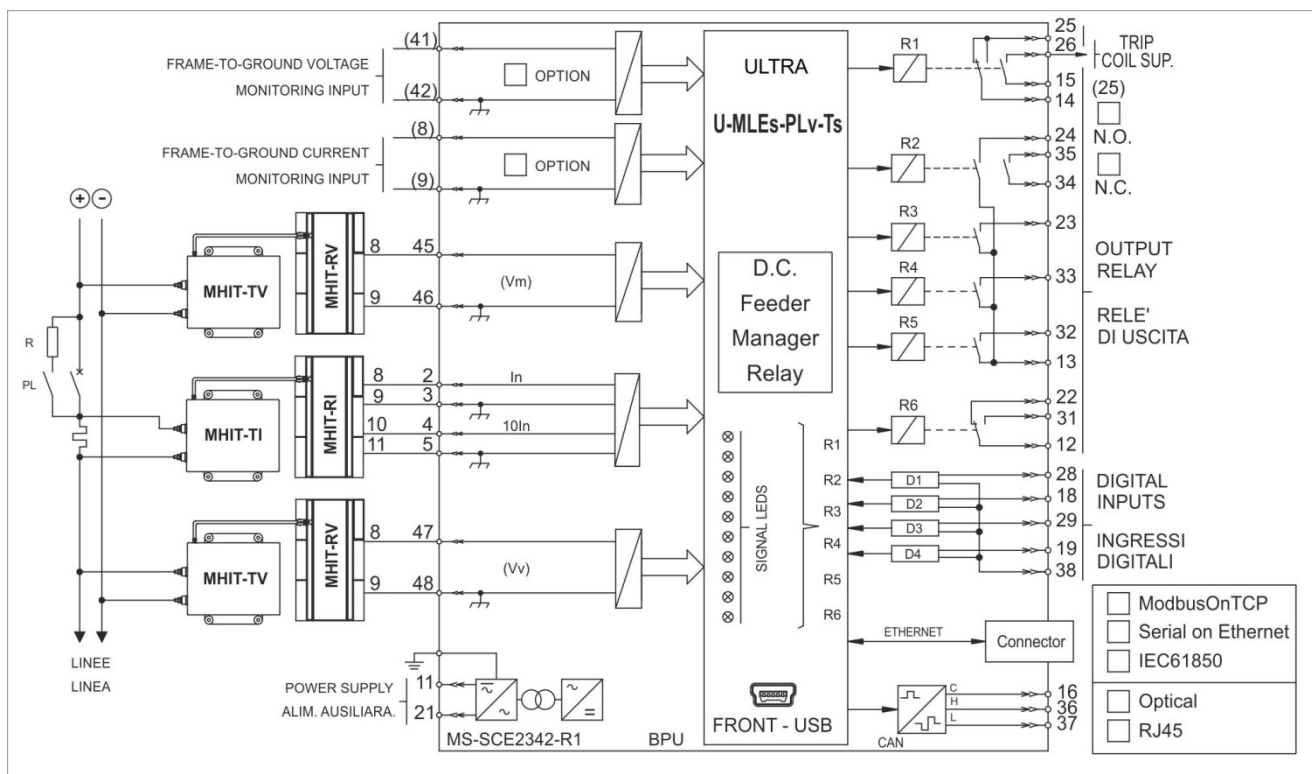 FRAME-TO-GROUND VOLTAGE
MONITORING INPUT
(41)
(42)
OPTION
FRAME-TO-GROUND CURRENT
MONITORING INPUT
(8)
(9)
OPTION
+ -
MHIT-TV
MHIT-RV
8 45
9 46
(Vm)
R
PL
MHIT-TI
MHIT-RI
8 2
9 3
10 4
11 5
In
10In
MHIT-TV
MHIT-RV
8 47
9 48
(Vv)
LINEE
LINEA
POWER SUPPLY
ALIM. AUSILIARA.
11
21
MS-SCE2342-R1
BPU
ULTRA
U-MLEs-PLv-Ts
D.C.
Feeder
Manager
Relay
SIGNAL LEDS
R1
R2
R3
R4
R5
R6
FRONT - USB
R1
R2
R3
R4
R5
R6
D1
D2
D3
D4
ETHERNET
Connector
CAN
C
H
L
25
26
15
14
TRIP
COIL SUP.
(25)
N.O.
N.C.
24
35
34
23
33
32
13
22
31
12
OUTPUT
RELAY
RELE'
DI USCITA
28
18
29
19
38
DIGITAL
INPUTS
INGRESSI
DIGITALI
16
36
37
ModbusOnTCP
Serial on Ethernet
IEC61850
Optical
RJ45